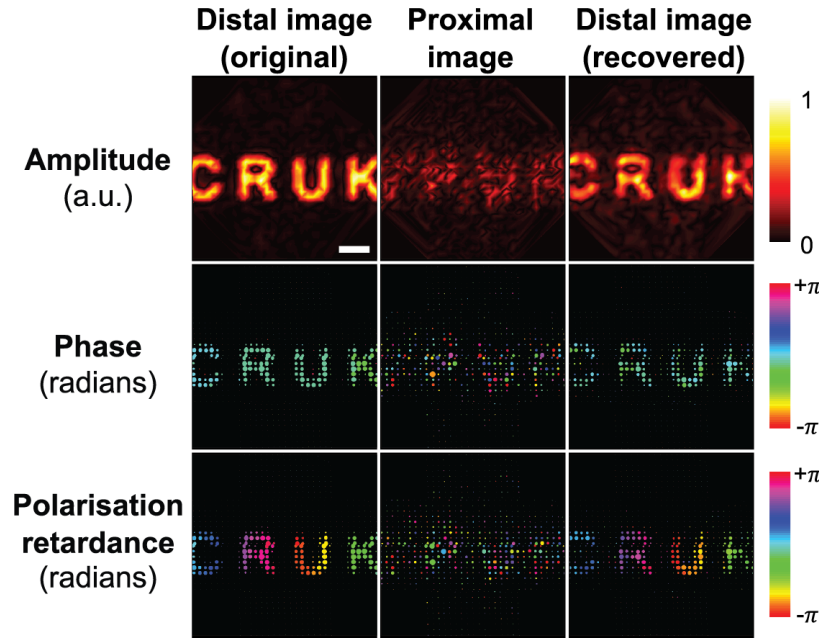 Distal image
(original)
Proximal
image
Distal image
(recovered)
Amplitude
(a.u.)
CRUK
CRUK
1
0
Phase
(radians)
CRUK
CRUK
+π
-π
Polarisation
retardance
(radians)
CRUK
CRUK
+π
-π